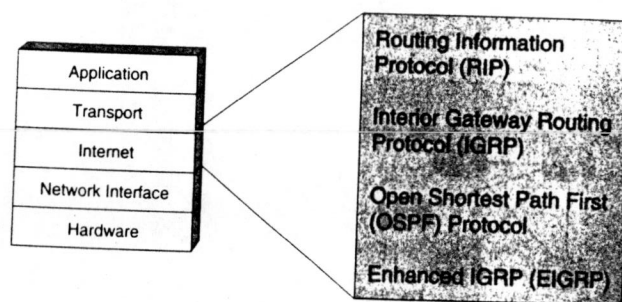 Application
Transport
Internet
Network Interface
Hardware
Routing Information
Protocol (RIP)
Interior Gateway Routing
Protocol (IGRP)
Open Shortest Path First
(OSPF) Protocol
Enhanced IGRP (EIGRP)